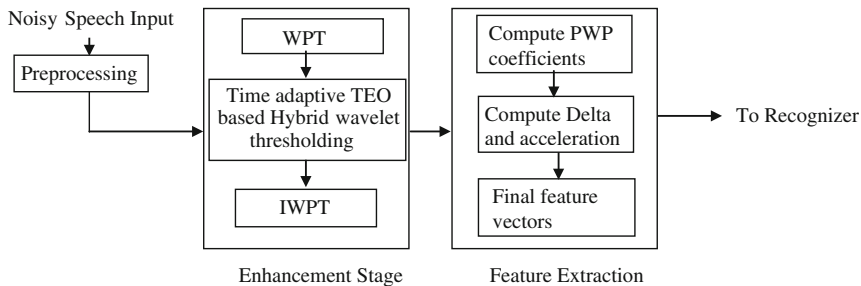 Noisy Speech Input
Preprocessing
WPT
Time adaptive TEO
based Hybrid wavelet
thresholding
IWPT
Enhancement Stage
Compute PWP
coefficients
Compute Delta
and acceleration
Final feature
vectors
Feature Extraction
To Recognizer